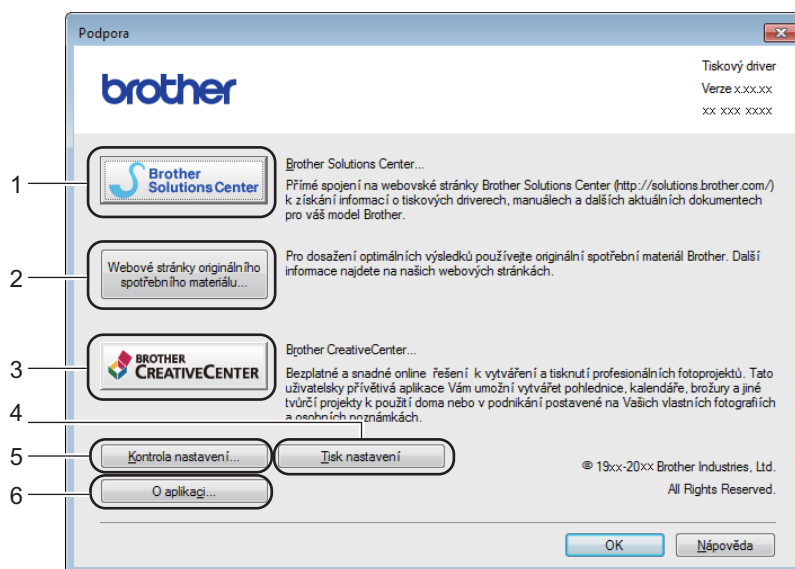 Podpora
brother
Tiskový driver
Verze x.xx.xx
xx xxx xxxx
1
Brother
Solutions Center
Brother Solutions Center...
Přímé spojení na webovské stránky Brother Solutions Center (http://solutions.brother.com/)
k získání informací o tiskových driverech, manuálech a dalších aktuálních dokumentech
pro váš model Brother.
2
Webové stránky originálního
spotřebního materiálu...
Pro dosažení optimálních výsledků používejte originální spotřební materiál Brother. Další
informace najdete na našich webových stránkách.
3
BROTHER
CREATIVECENTER
Brother CreativeCenter...
Bezplatné a snadné online řešení k vytváření a tisknutí profesionálních fotoprojektů. Tato
uživatelsky přívětivá aplikace Vám umožní vytvářet pohlednice, kalendáře, brožury a jiné
tvůrčí projekty k použití doma nebo v podnikání postavené na Vašich vlastních fotografiích
a osobních poznámkách.
4
5
Kontrola nastavení...
Tisk nastavení
6
O aplikaci...
© 19xx-20xx Brother Industries, Ltd.
All Rights Reserved.
OK
Nápověda